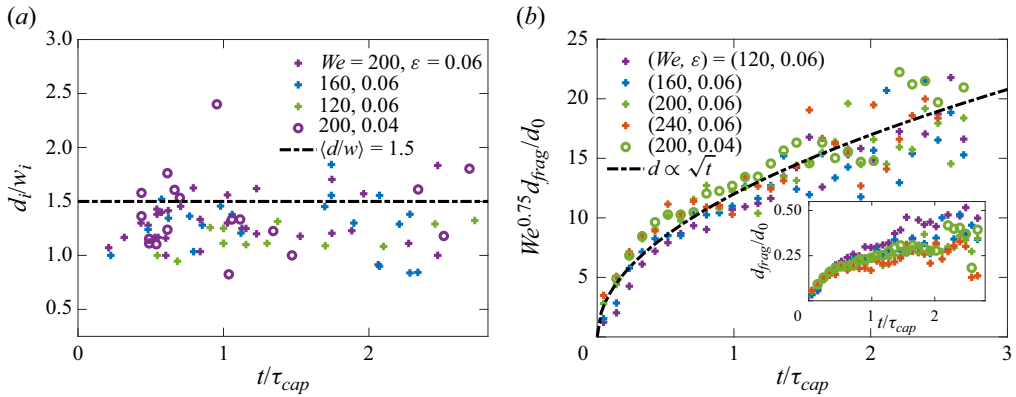 (a)
3.0
2.5
2.0
1.5
1.0
0.5
d_i/w_i
We = 200, ε = 0.06
160, 0.06
120, 0.06
200, 0.04
⟨d/w⟩ = 1.5
0 1 2
t/τ_cap
(b)
25
20
15
10
5
0
We^0.75 d_frag/d_0
(We, ε) = (120, 0.06)
(160, 0.06)
(200, 0.06)
(240, 0.06)
(200, 0.04)
d ∝ √t
0.50
0.25
d_frag/d_0
0 1 2
t/τ_cap
1 2 3
t/τ_cap